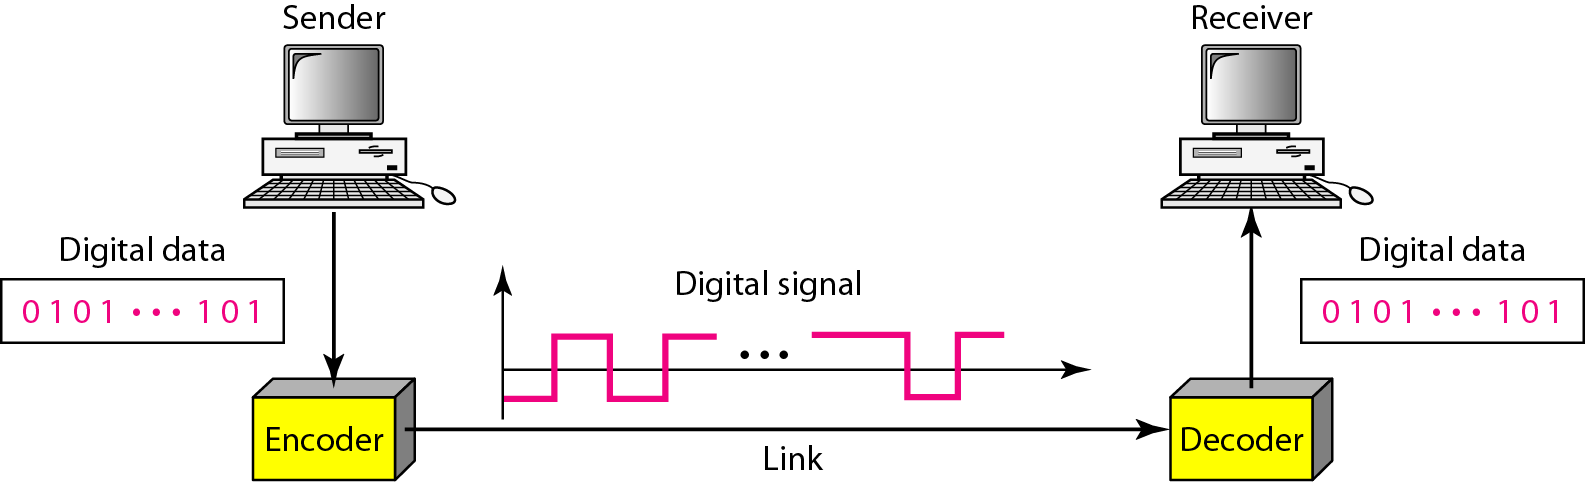 Sender
Receiver
Digital data
0101 ••• 101
Digital signal
•••
Digital data
0101 ••• 101
Encoder
Link
Decoder